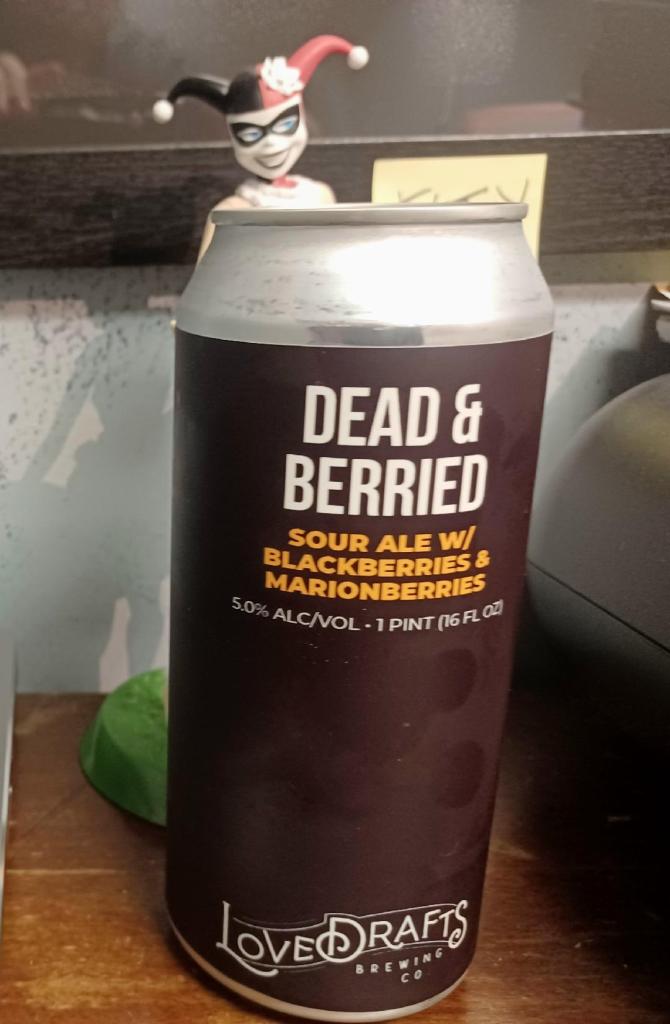 DEAD &
BERRIED
SOUR ALE W/
BLACKBERRIES &
MARIONBERRIES
5.0% ALC/VOL • 1 PINT (16 FL OZ)
LOVEDRAFTS
BREWING
CO